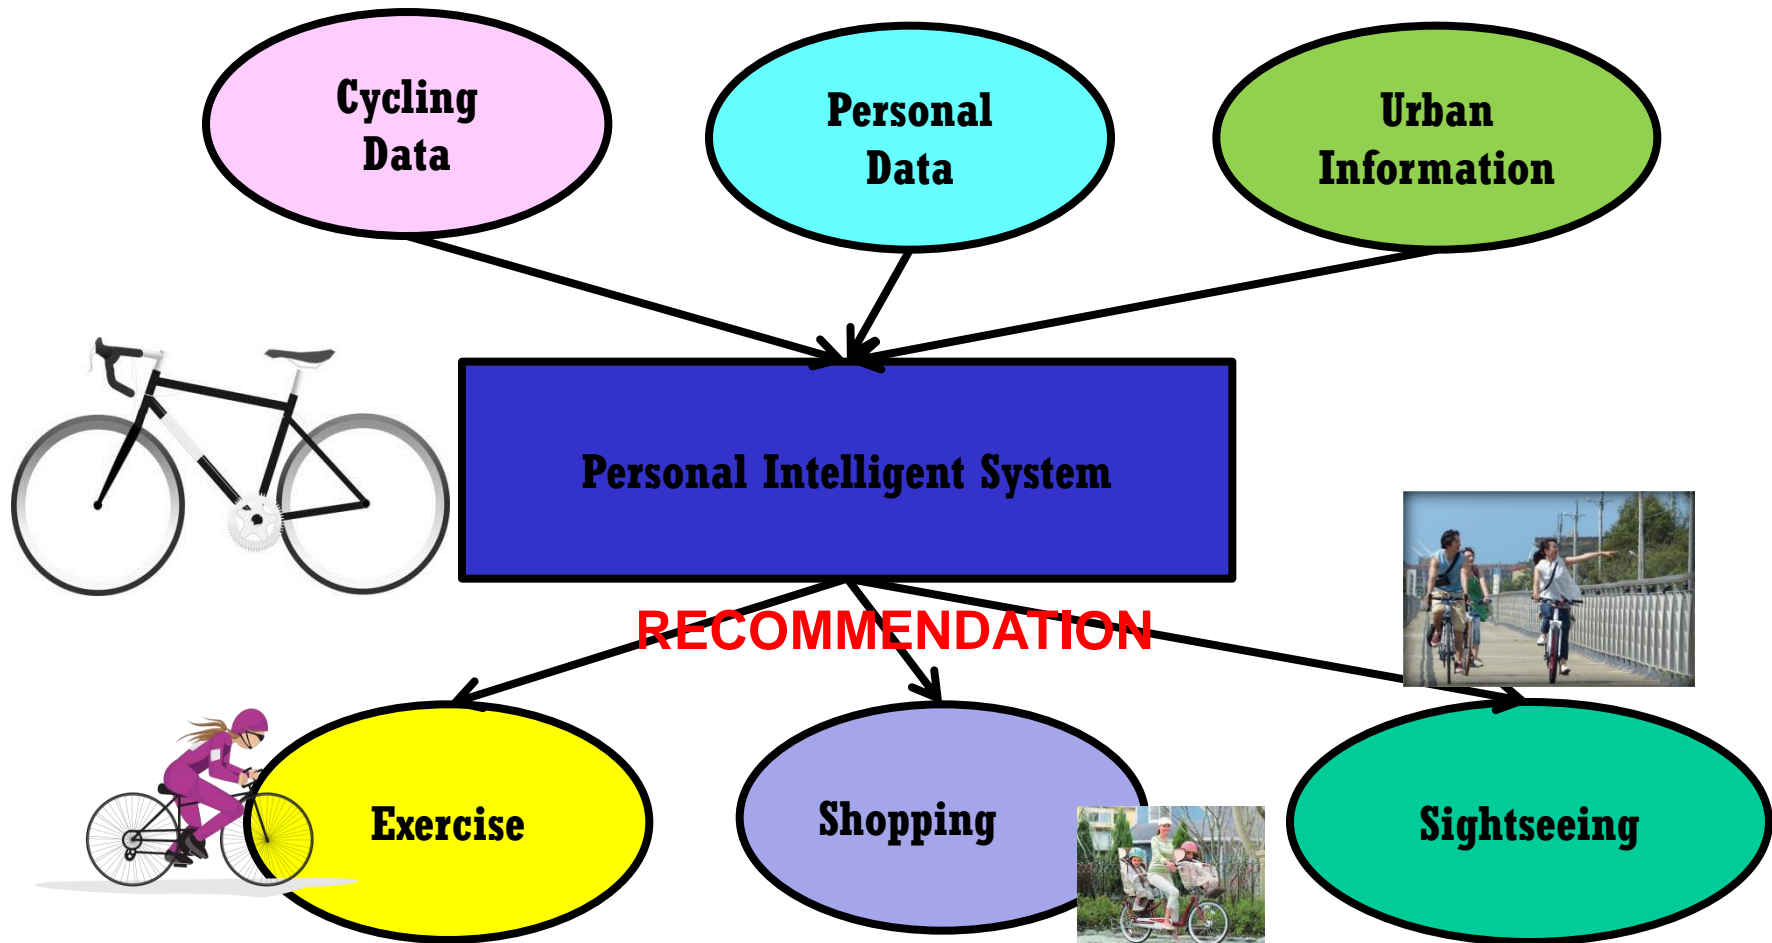 Cycling
Data
Personal
Data
Urban
Information
Personal Intelligent System
RECOMMENDATION
Exercise
Shopping
Sightseeing